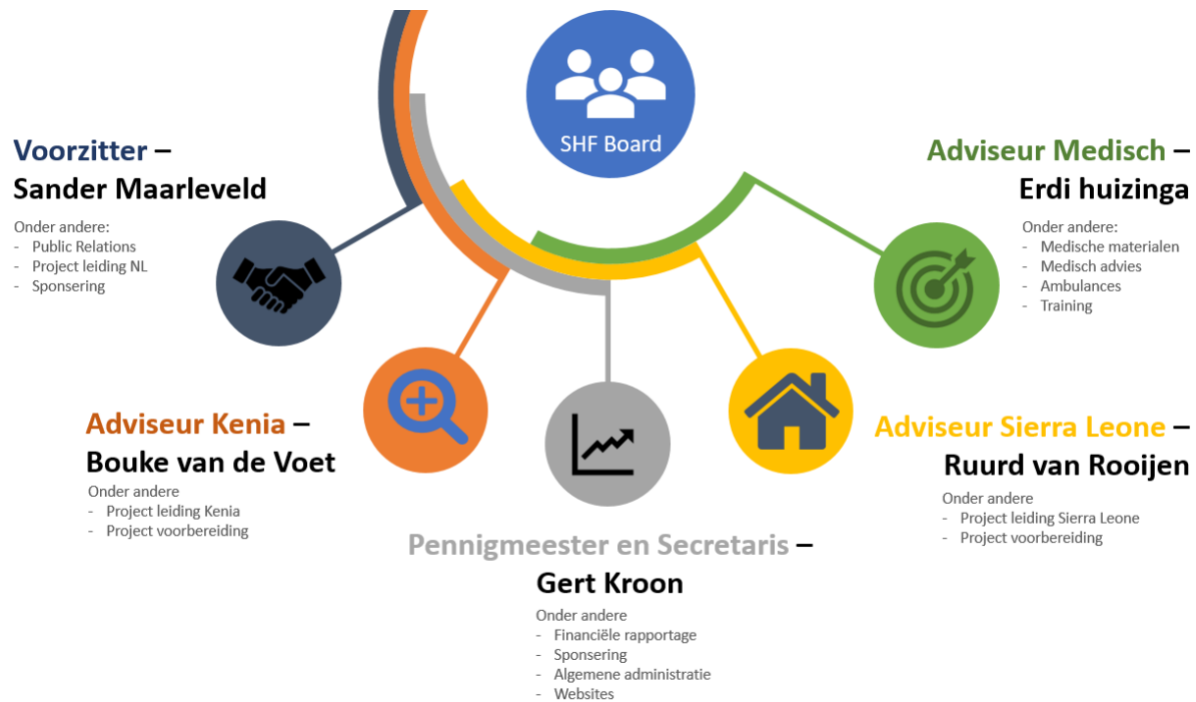 SHF Board
Voorzitter –
Sander Maarleveld
Onder andere:
- Public Relations
- Project leiding NL
- Sponsering
Adviseur Medisch –
Erdi huizinga
Onder andere:
- Medische materialen
- Medisch advies
- Ambulances
- Training
Adviseur Kenia –
Bouke van de Voet
Onder andere
- Project leiding Kenia
- Project voorbereiding
Adviseur Sierra Leone –
Ruurd van Rooijen
Onder andere
- Project leiding Sierra Leone
- Project voorbereiding
Pennigmeester en Secretaris –
Gert Kroon
Onder andere
- Financiële rapportage
- Sponsering
- Algemene administratie
- Websites